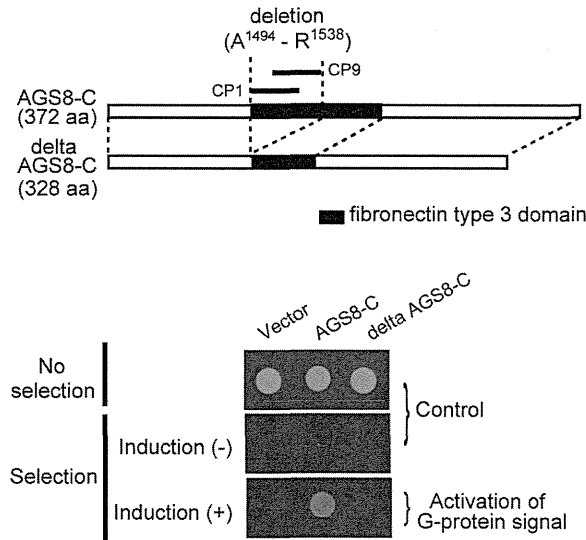 deletion
(A1494 - R1538)
CP9
CP1
AGS8-C
(372 aa)
delta
AGS8-C
(328 aa)
fibronectin type 3 domain
Vector
AGS8-C
delta AGS8-C
No
selection
Control
Induction (-)
Selection
Induction (+)
Activation of
G-protein signal